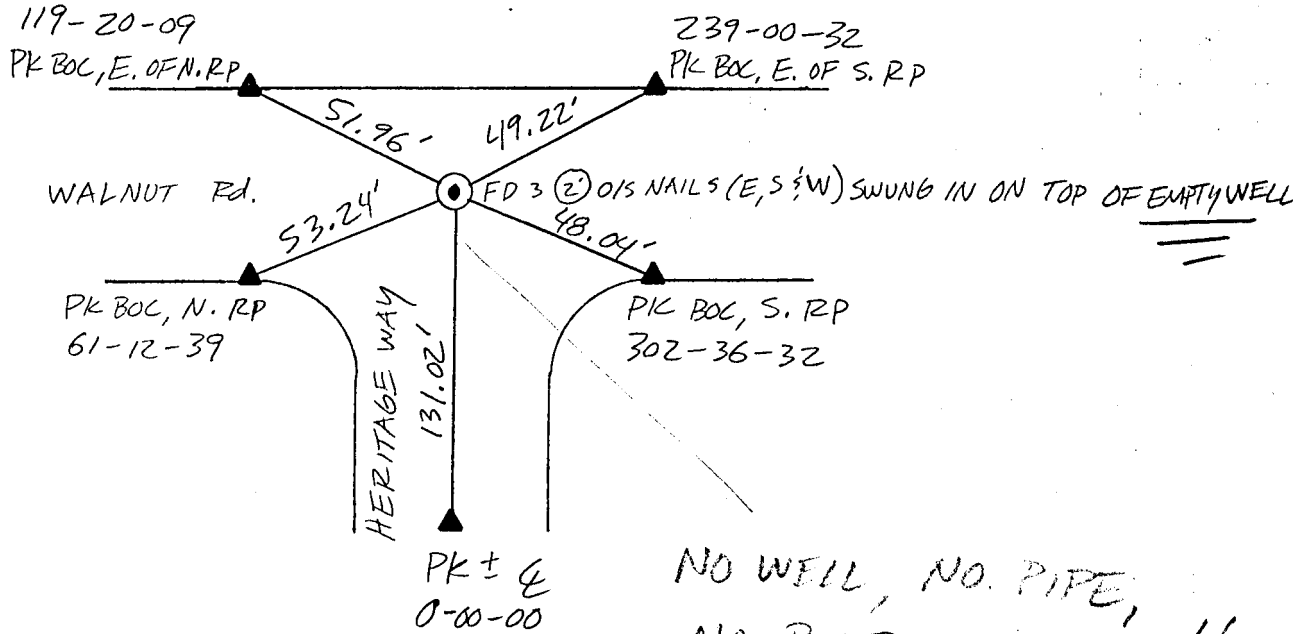 119-20-09
PK BOC, E. OF N. RP
239-00-32
PK BOC, E. OF S. RP
51.96'
49.22'
WALNUT Rd.
FD 3 2' O/S NAILS (E, S & W) SWUNG IN ON TOP OF EMPTY WELL
53.24'
48.04'
PK BOC, N. RP
61-12-39
PK BOC, S. RP
302-36-32
HERITAGE WAY
131.02'
PK ± ℄
0-00-00
NO WELL, NO. PIPE,